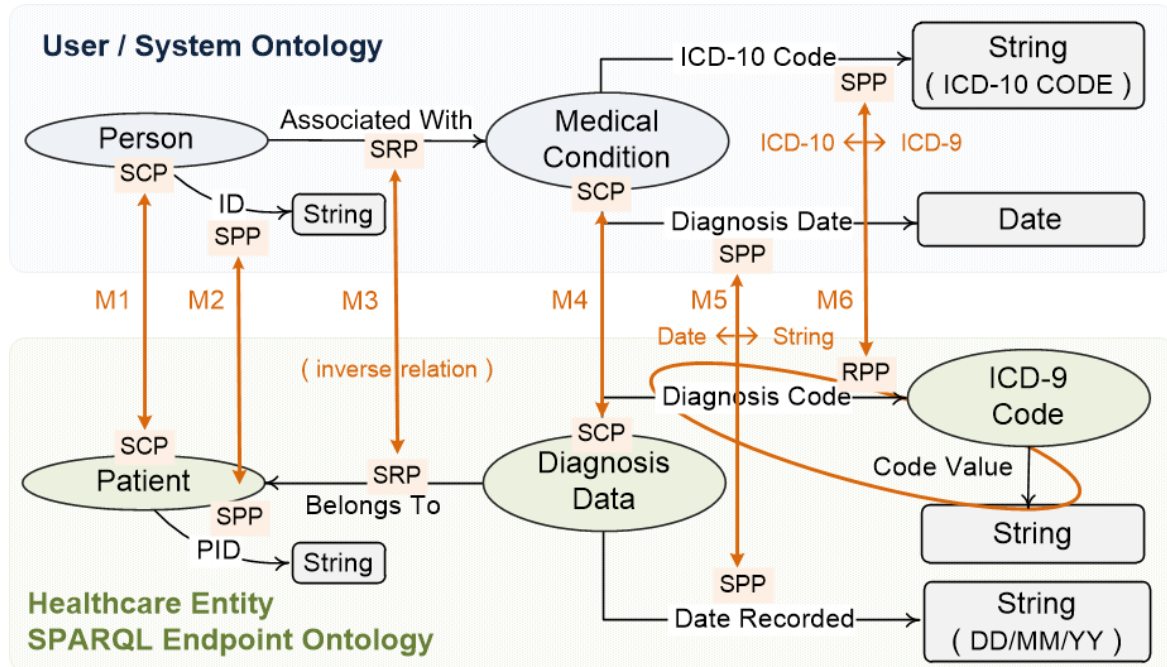 User / System Ontology
ICD-10 Code
String
( ICD-10 CODE )
SPP
Person
Associated With
Medical
Condition
ICD-10 ↔ ICD-9
SCP
SRP
SCP
ID
String
SPP
Diagnosis Date
Date
SPP
M1
M2
M3
M4
M5
M6
Date ↔ String
( inverse relation )
RPP
Diagnosis Code
ICD-9
Code
SCP
SCP
Patient
SRP
Diagnosis
Data
Code Value
SPP
Belongs To
String
PID
String
SPP
Healthcare Entity
SPARQL Endpoint Ontology
Date Recorded
String
( DD/MM/YY )